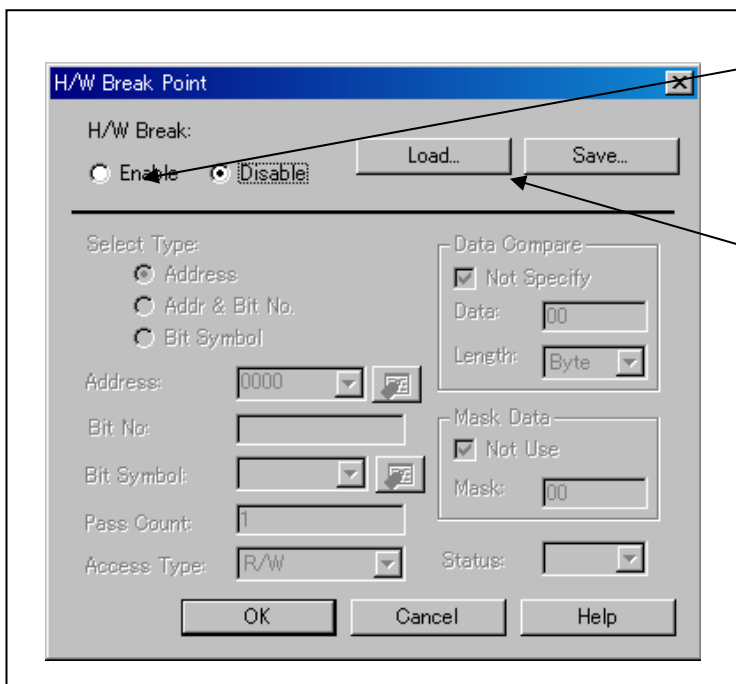 H/W Break Point
H/W Break:
Enable Disable
Load... Save...
Select Type:
Address
Addr & Bit No.
Bit Symbol
Address: 0000
Bit No:
Bit Symbol:
Pass Count: 1
Access Type: R/W
Data Compare
Not Specify
Data: 00
Length: Byte
Mask Data
Not Use
Mask: 00
Status:
OK Cancel Help